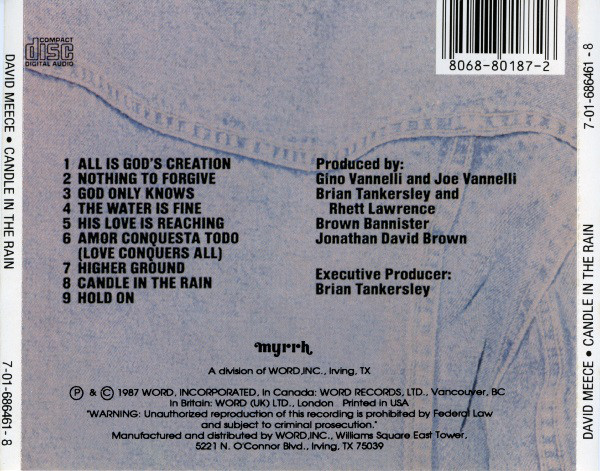 COMPACT
disc
DIGITAL AUDIO
8068-80187-2
DAVID MEECE • CANDLE IN THE RAIN
7-01-686461-8
7-01-686461-8
DAVID MEECE • CANDLE IN THE RAIN
1 ALL IS GOD'S CREATION
2 NOTHING TO FORGIVE
3 GOD ONLY KNOWS
4 THE WATER IS FINE
5 HIS LOVE IS REACHING
6 AMOR CONQUESTA TODO
(LOVE CONQUERS ALL)
7 HIGHER GROUND
8 CANDLE IN THE RAIN
9 HOLD ON
Produced by:
Gino Vannelli and Joe Vannelli
Brian Tankersley and
Rhett Lawrence
Brown Bannister
Jonathan David Brown
Executive Producer:
Brian Tankersley
myrrh
A division of WORD,INC., Irving, TX
Ⓟ & © 1987 WORD, INCORPORATED, In Canada: WORD RECORDS, LTD., Vancouver, BC
In Britain: WORD (UK) LTD., London Printed in USA
"WARNING: Unauthorized reproduction of this recording is prohibited by Federal Law
and subject to criminal prosecution."
Manufactured and distributed by WORD,INC., Williams Square East Tower,
5221 N. O'Connor Blvd., Irving, TX 75039